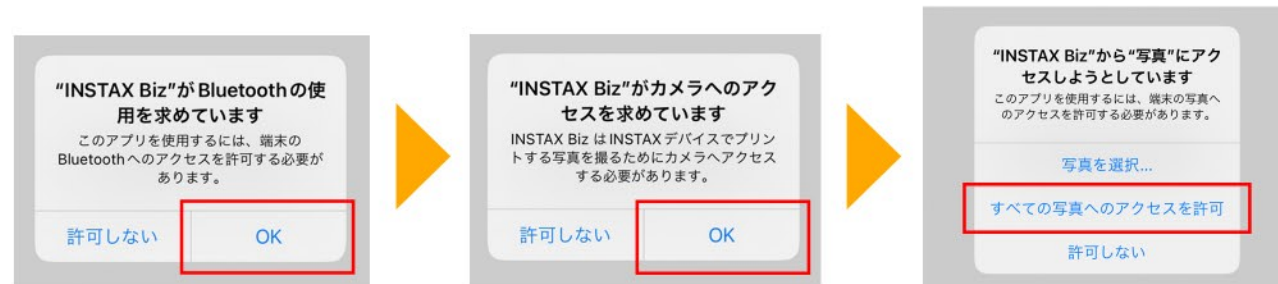 “INSTAX Biz”がBluetoothの使
用を求めています
このアプリを使用するには、端末の
Bluetoothへのアクセスを許可する必要が
あります。
許可しない
OK
“INSTAX Biz”がカメラへのアク
セスを求めています
INSTAX Biz はINSTAXデバイスでプリン
トする写真を撮るためにカメラへアクセス
する必要があります。
許可しない
OK
“INSTAX Biz”から“写真”にアク
セスしようとしています
このアプリを使用するには、端末の写真へ
のアクセスを許可する必要があります。
写真を選択...
すべての写真へのアクセスを許可
許可しない